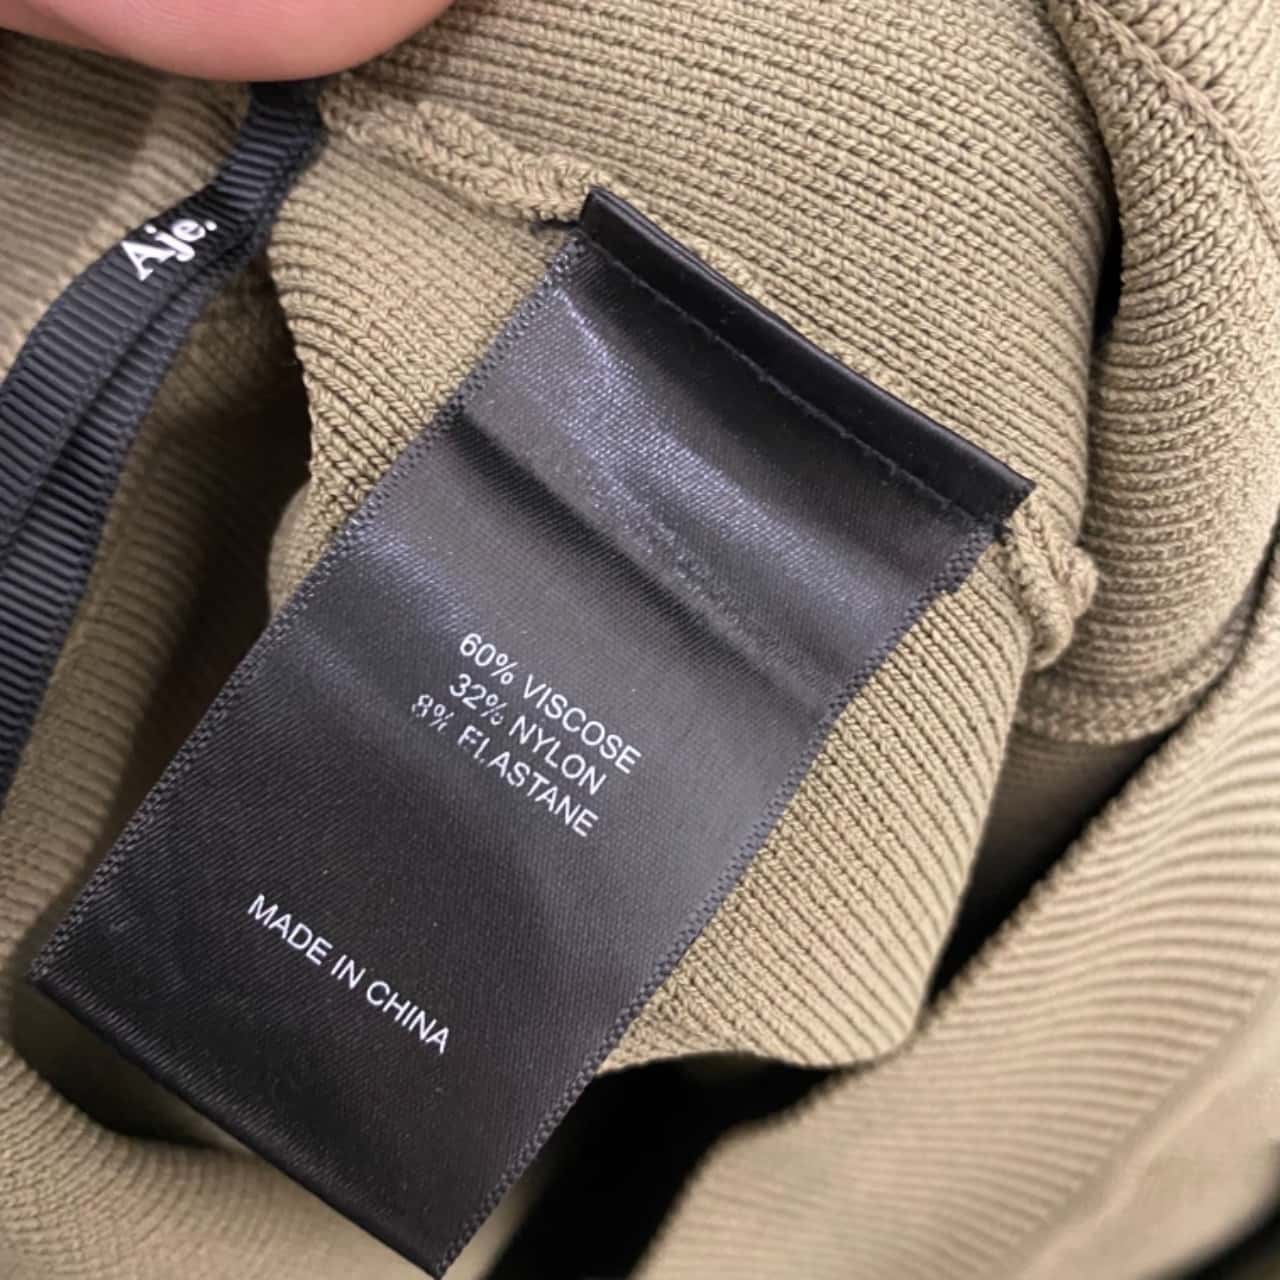 Aje.
60% VISCOSE
32% NYLON
8% ELASTANE
MADE IN CHINA